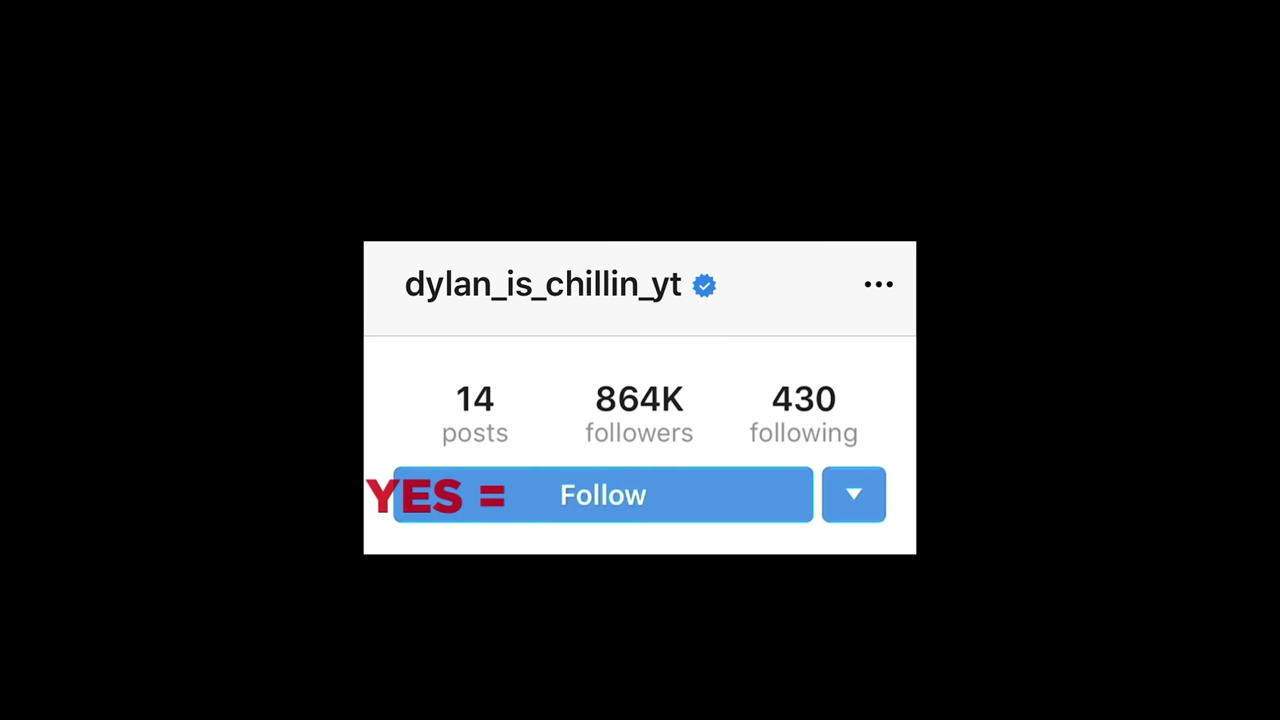 dylan_is_chillin_yt
14 864K 430
posts followers following
YES = Follow